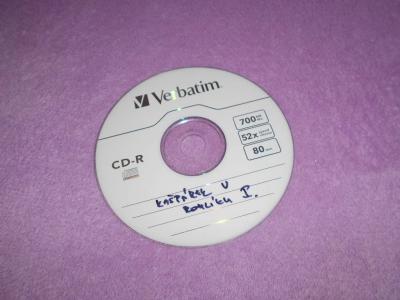 Verbatim
700 MB
52x
80 MIN
CD-R
KAŠPÁREK V
ROHLÍKU I.